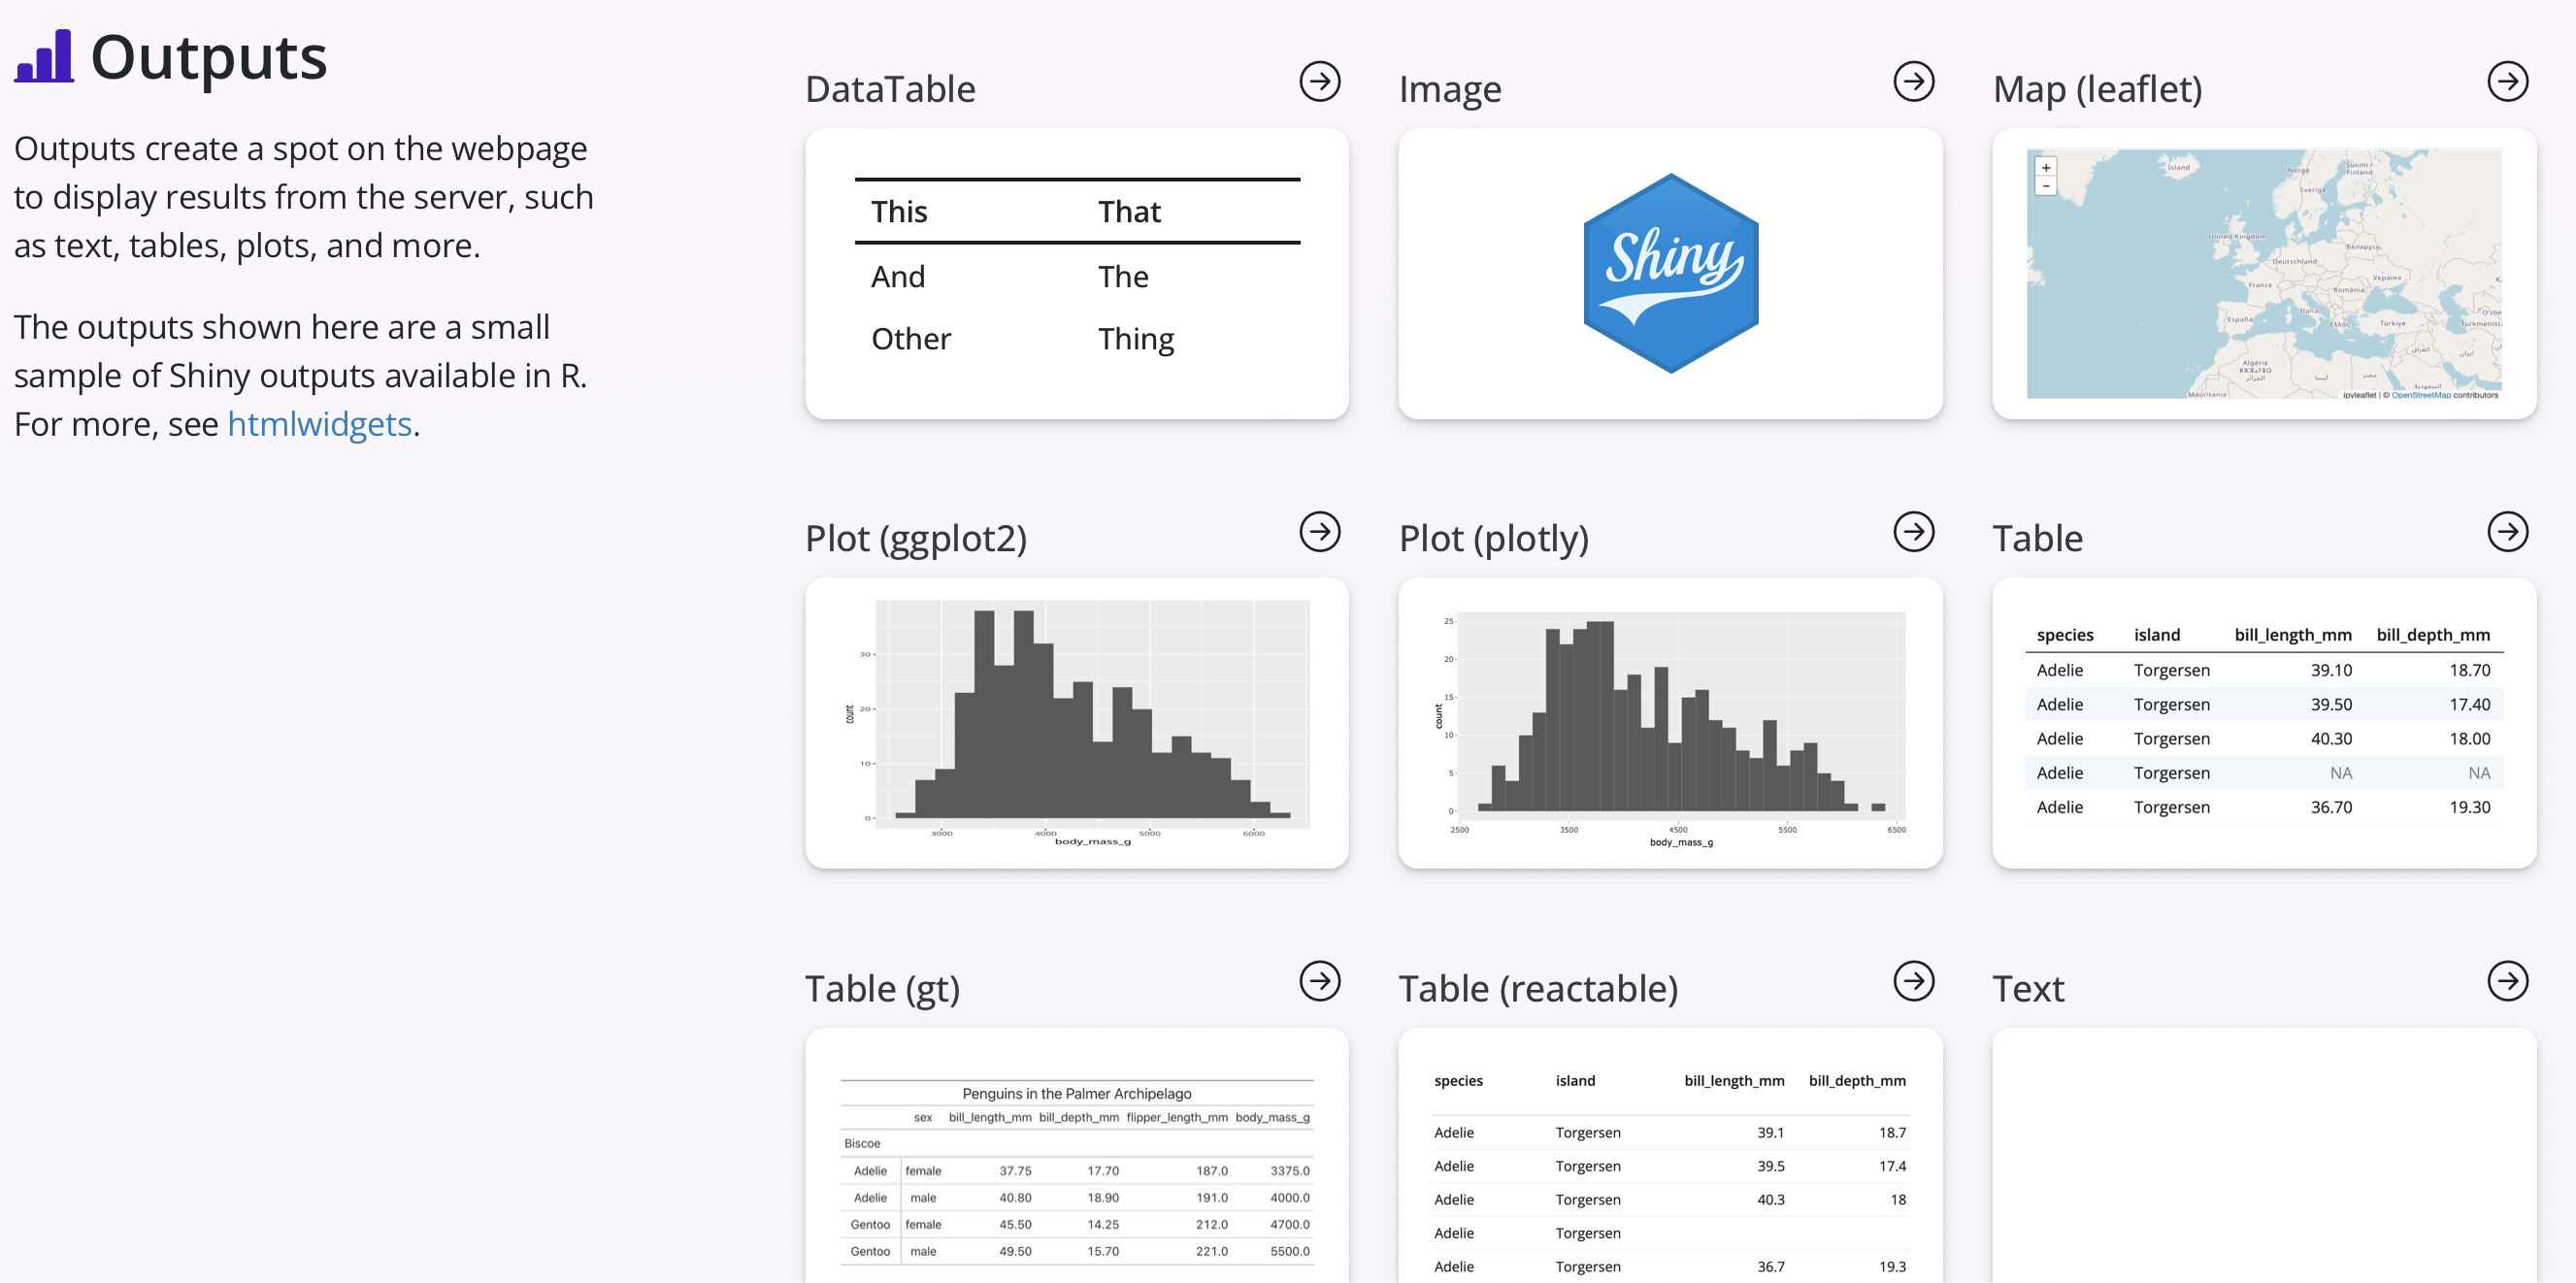 Outputs
Outputs create a spot on the webpage
to display results from the server, such
as text, tables, plots, and more.
The outputs shown here are a small
sample of Shiny outputs available in R.
For more, see htmlwidgets.
DataTable
This That
And The
Other Thing
Image
Shiny
Map (leaflet)
+
-
Ísland
Norge
Suomi /
Finland
Sverige
United Kingdom
Беларусь
Deutschland
Україна
France
România
Italia
España
Ελλάς
Türkiye
Algérie
الجزائر
العراق
ایران
ليبيا
مصر
السعودية
Mauritanie
ipyleaflet | © OpenStreetMap contributors
Plot (ggplot2)
30
20
10
0
count
3000 4000 5000 6000
body_mass_g
Plot (plotly)
25
20
15
10
5
0
count
2500 3500 4500 5500 6500
body_mass_g
Table
species island bill_length_mm bill_depth_mm
Adelie Torgersen 39.10 18.70
Adelie Torgersen 39.50 17.40
Adelie Torgersen 40.30 18.00
Adelie Torgersen NA NA
Adelie Torgersen 36.70 19.30
Table (gt)
Penguins in the Palmer Archipelago
sex bill_length_mm bill_depth_mm flipper_length_mm body_mass_g
Biscoe
Adelie female 37.75 17.70 187.0 3375.0
Adelie male 40.80 18.90 191.0 4000.0
Gentoo female 45.50 14.25 212.0 4700.0
Gentoo male 49.50 15.70 221.0 5500.0
Table (reactable)
species island bill_length_mm bill_depth_mm
Adelie Torgersen 39.1 18.7
Adelie Torgersen 39.5 17.4
Adelie Torgersen 40.3 18
Adelie Torgersen
Adelie Torgersen 36.7 19.3
Text